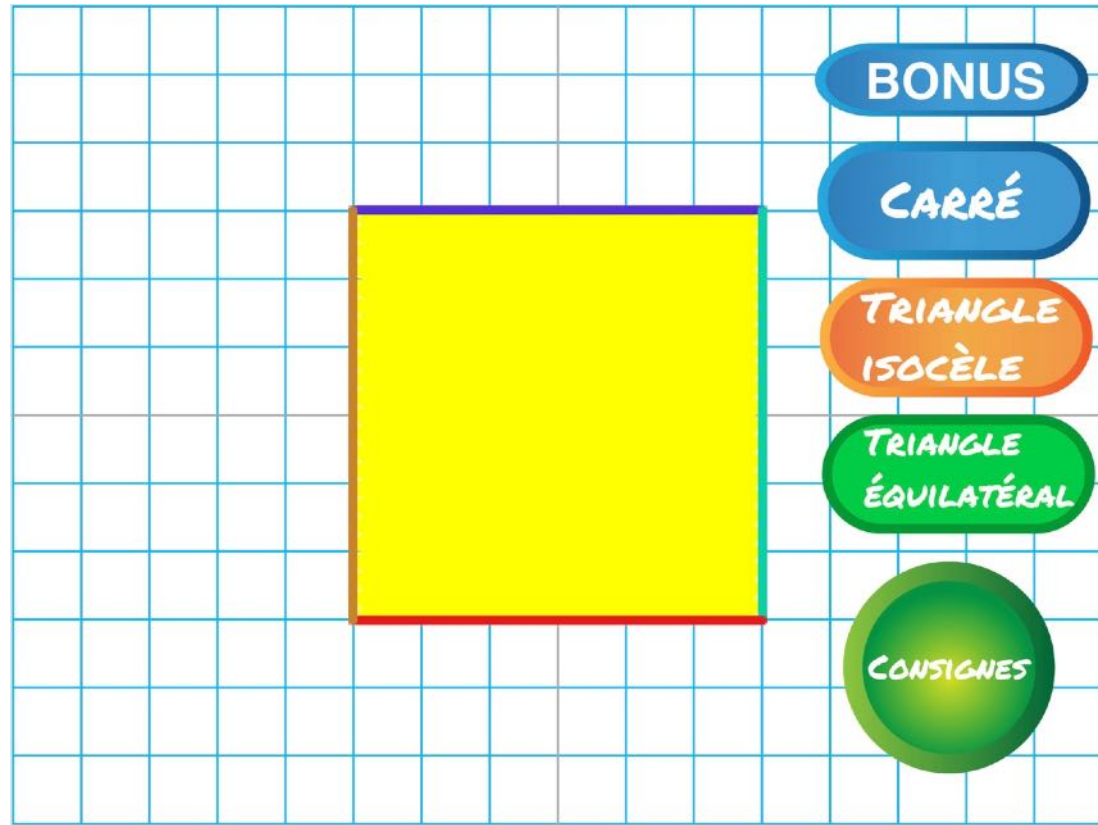 BONUS
CARRÉ
TRIANGLE
ISOCÈLE
TRIANGLE
ÉQUILATÉRAL
CONSIGNES